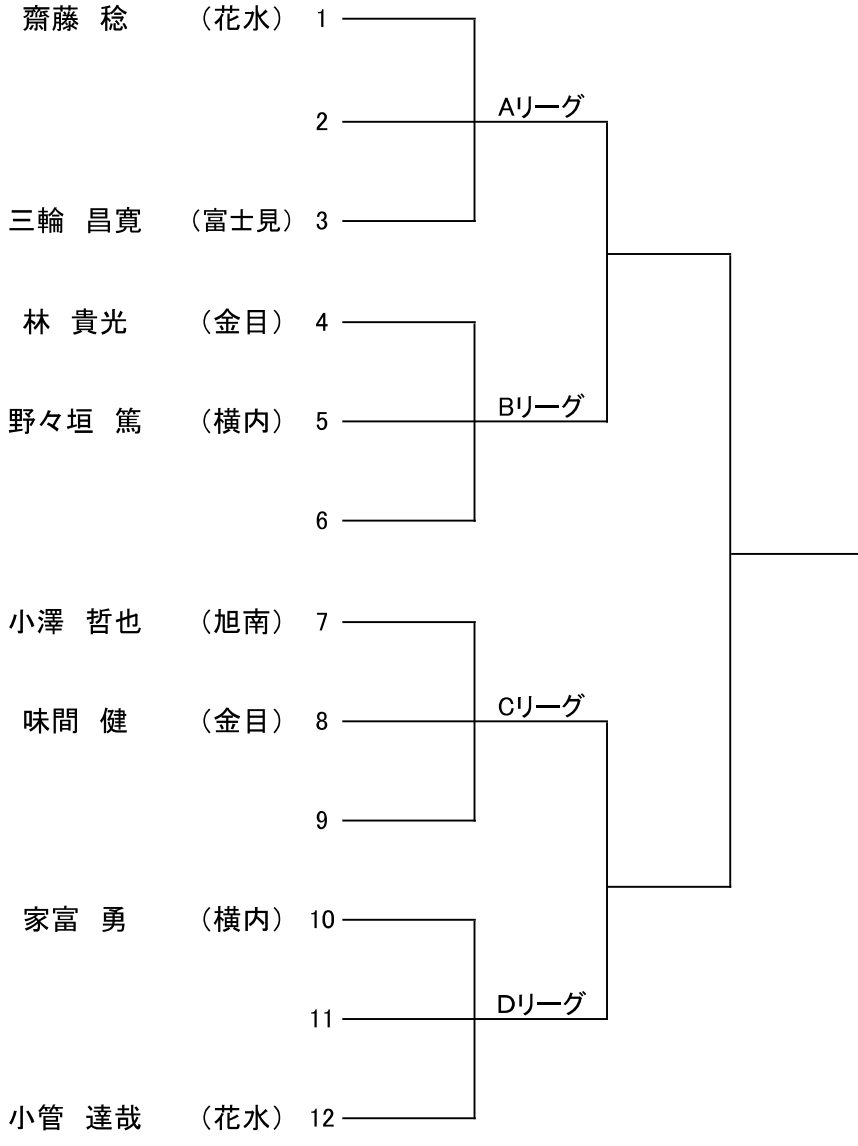 齋藤 稔 （花水） 1
Aリーグ
2
三輪 昌寛 （富士見） 3
林 貴光 （金目） 4
Bリーグ
野々垣 篤 （横内） 5
6
小澤 哲也 （旭南） 7
Cリーグ
味間 健 （金目） 8
9
家富 勇 （横内） 10
Dリーグ
11
小管 達哉 （花水） 12